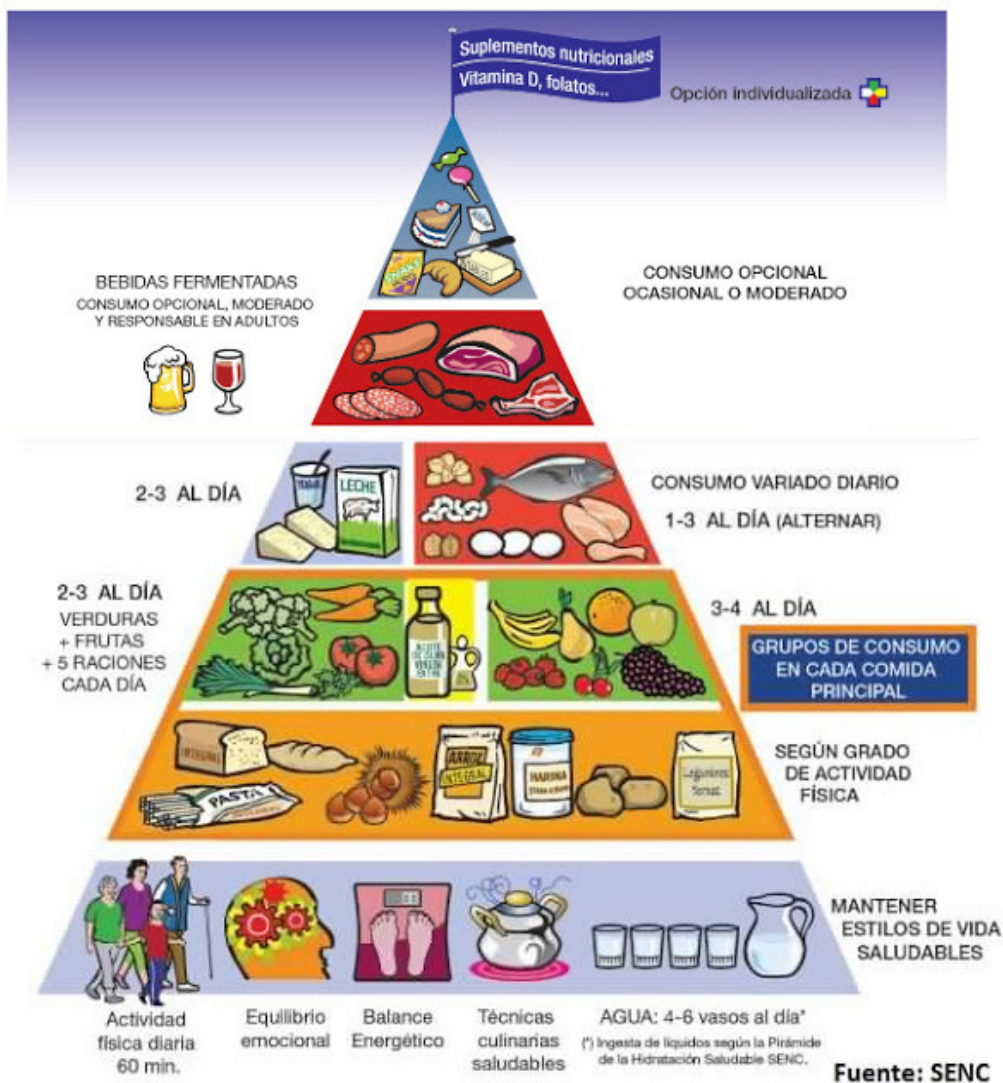 Suplementos nutricionales
Vitamina D, folatos...
Opción individualizada
BEBIDAS FERMENTADAS
CONSUMO OPCIONAL, MODERADO
Y RESPONSABLE EN ADULTOS
CONSUMO OPCIONAL
OCASIONAL O MODERADO
2-3 AL DÍA
YOGUR
LECHE
CONSUMO VARIADO DIARIO
1-3 AL DÍA (ALTERNAR)
2-3 AL DÍA
VERDURAS
+ FRUTAS
+ 5 RACIONES
CADA DÍA
ACEITE DE OLIVA
VIRGEN
EXTRA
3-4 AL DÍA
GRUPOS DE CONSUMO
EN CADA COMIDA
PRINCIPAL
INTEGRAL
PASTA
ARROZ
INTEGRAL
HARINA
SEGÚN GRADO
DE ACTIVIDAD
FÍSICA
MANTENER
ESTILOS DE VIDA
SALUDABLES
Actividad
física diaria
60 min.
Equilibrio
emocional
Balance
Energético
Técnicas
culinarias
saludables
AGUA: 4-6 vasos al día*
(*) Ingesta de líquidos según la Pirámide
de la Hidratación Saludable SENC.
Fuente: SENC